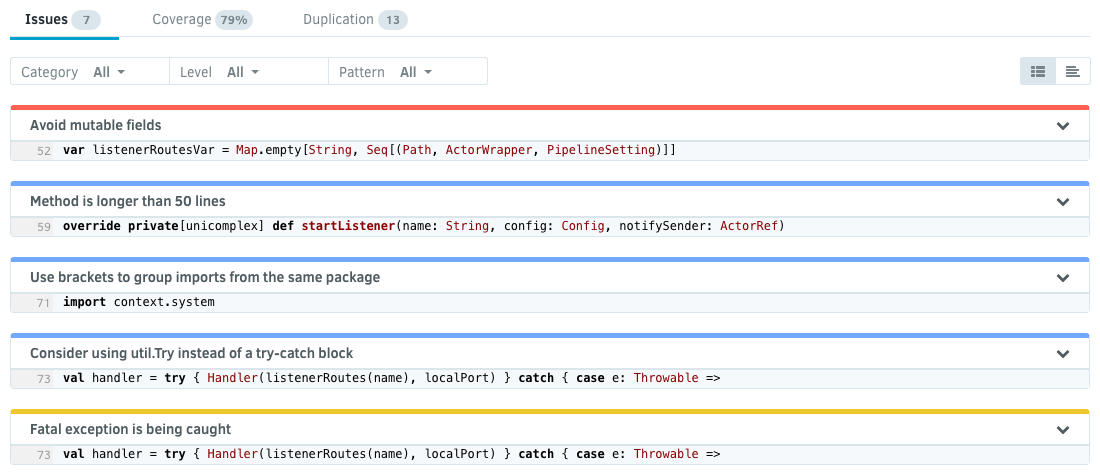 Issues 7 Coverage 79% Duplication 13
Category All Level All Pattern All
Avoid mutable fields
52 var listenerRoutesVar = Map.empty[String, Seq[(Path, ActorWrapper, PipelineSetting)]]
Method is longer than 50 lines
59 override private[unicomplex] def startListener(name: String, config: Config, notifySender: ActorRef)
Use brackets to group imports from the same package
71 import context.system
Consider using util.Try instead of a try-catch block
73 val handler = try { Handler(listenerRoutes(name), localPort) } catch { case e: Throwable =>
Fatal exception is being caught
73 val handler = try { Handler(listenerRoutes(name), localPort) } catch { case e: Throwable =>